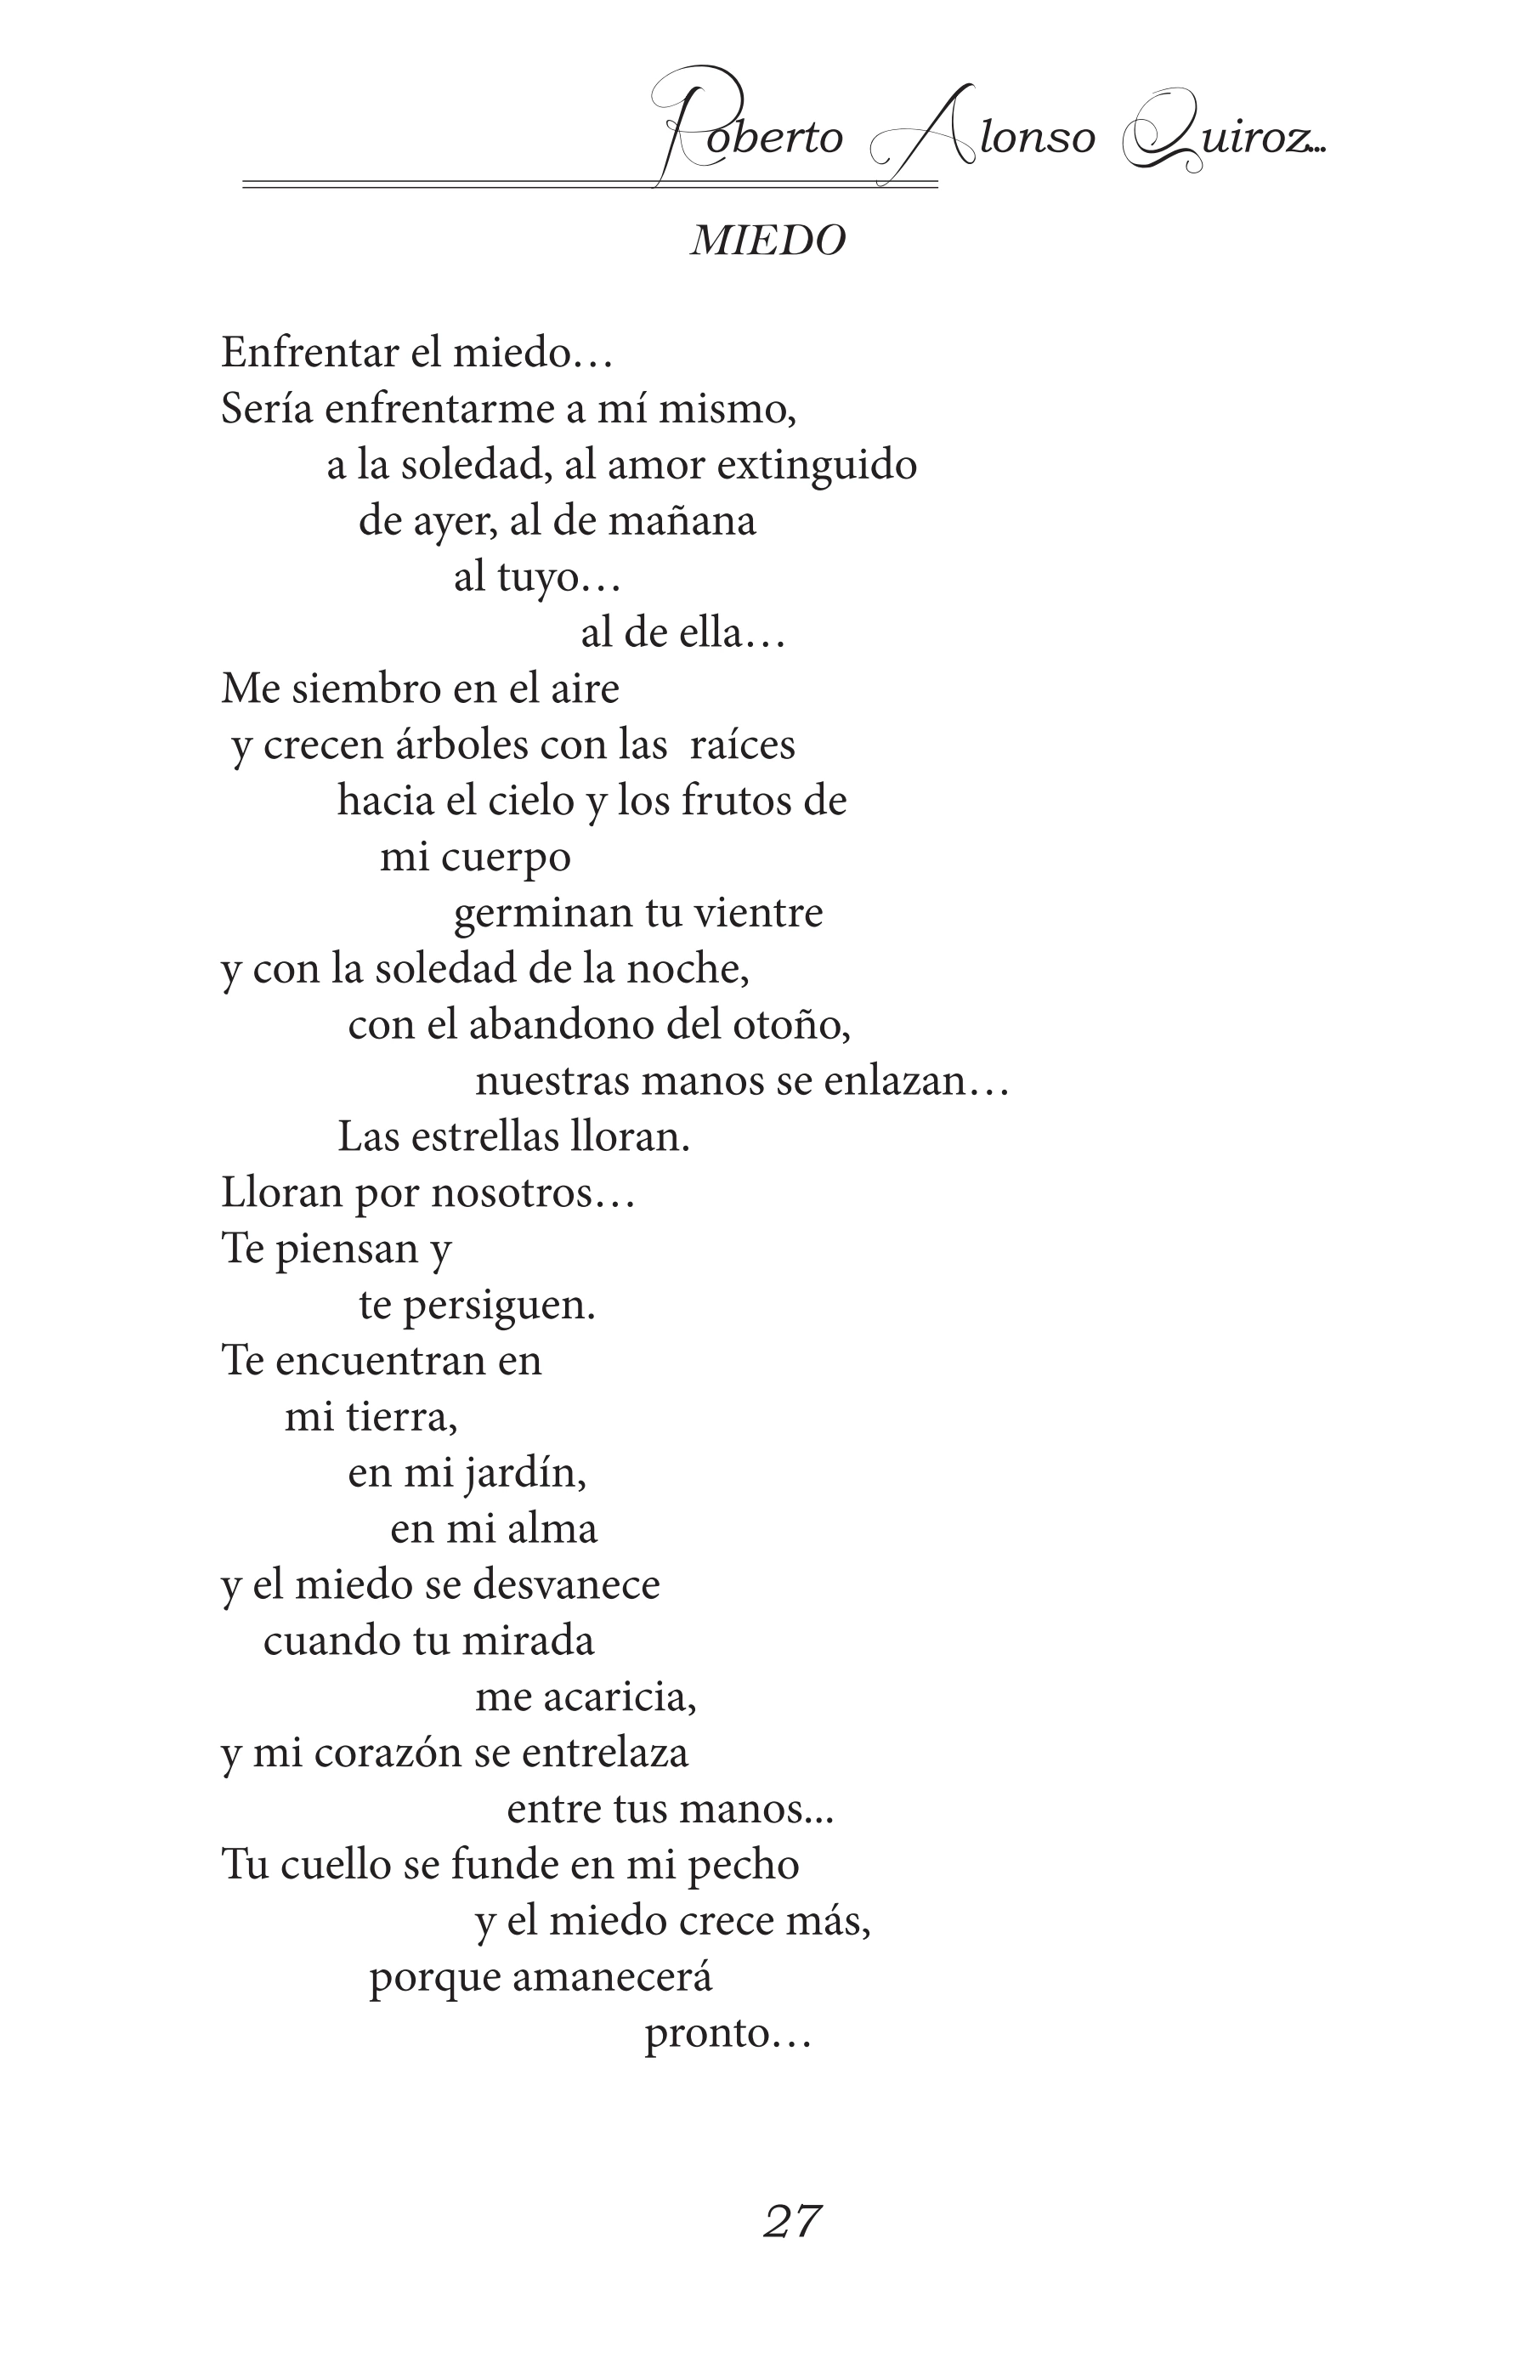 Roberto Alonso Quiroz...
MIEDO
Enfrentar el miedo…
Sería enfrentarme a mí mismo,
a la soledad, al amor extinguido
de ayer, al de mañana
al tuyo…
al de ella…
Me siembro en el aire
y crecen árboles con las  raíces
hacia el cielo y los frutos de
mi cuerpo
germinan tu vientre
y con la soledad de la noche,
con el abandono del otoño,
nuestras manos se enlazan…
Las estrellas lloran.
Lloran por nosotros…
Te piensan y
te persiguen.
Te encuentran en
mi tierra,
en mi jardín,
en mi alma
y el miedo se desvanece
cuando tu mirada
me acaricia,
y mi corazón se entrelaza
entre tus manos...
Tu cuello se funde en mi pecho
y el miedo crece más,
porque amanecerá
pronto…
27